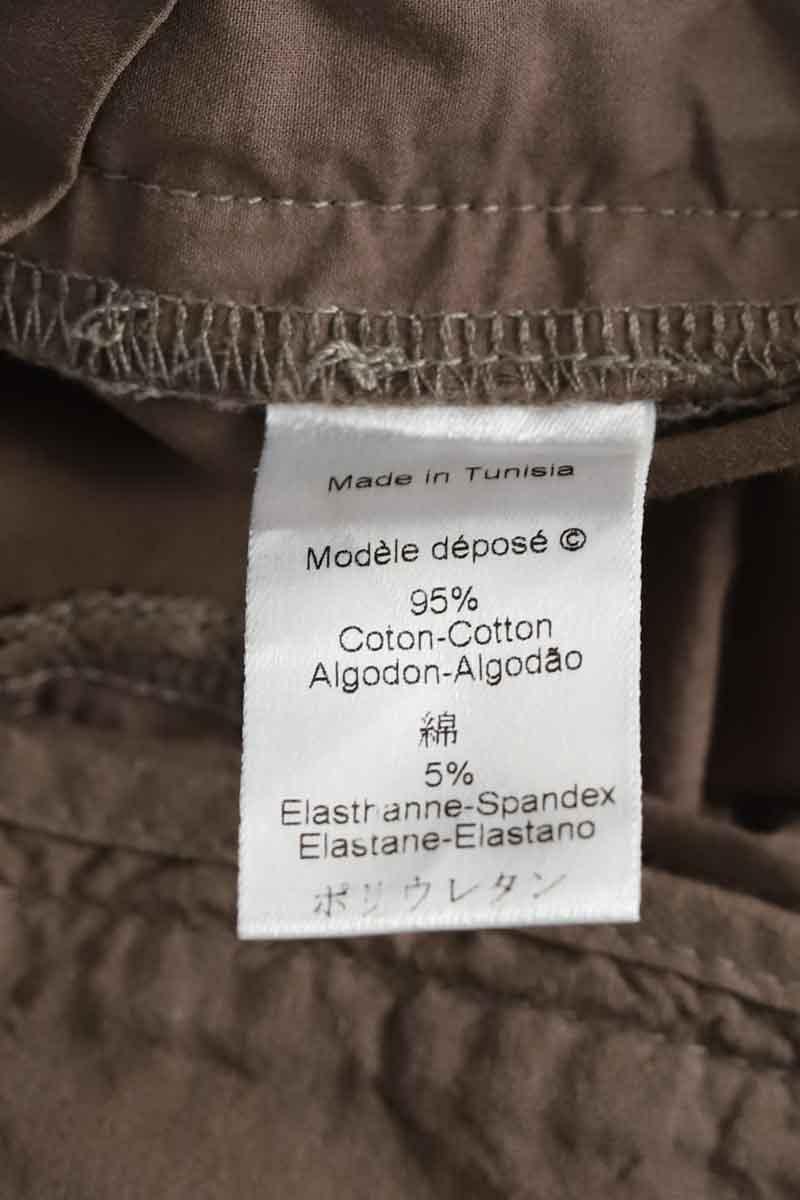 Made in Tunisia
Modèle déposé ©
95%
Coton-Cotton
Algodon-Algodão
綿
5%
Elasthanne-Spandex
Elastane-Elastano
ポリウレタン